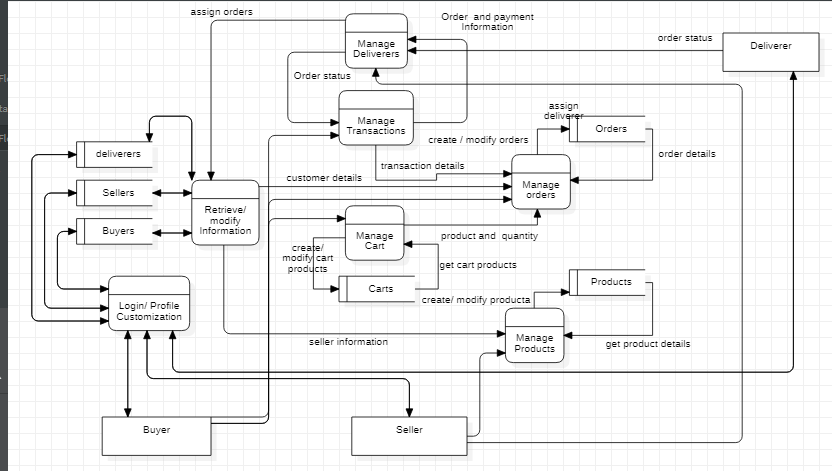 assign orders
Order and payment
Information
Manage
Deliverers
order status
Deliverer
Order status
Manage
Transactions
assign
deliverer
Orders
create / modify orders
order details
deliverers
transaction details
customer details
Manage
orders
Sellers
Retrieve/
modify
Information
Buyers
Manage
Cart
product and quantity
create/
modify cart
products
get cart products
Carts
Products
create/ modify producta
Login/ Profile
Customization
seller information
Manage
Products
get product details
Buyer
Seller